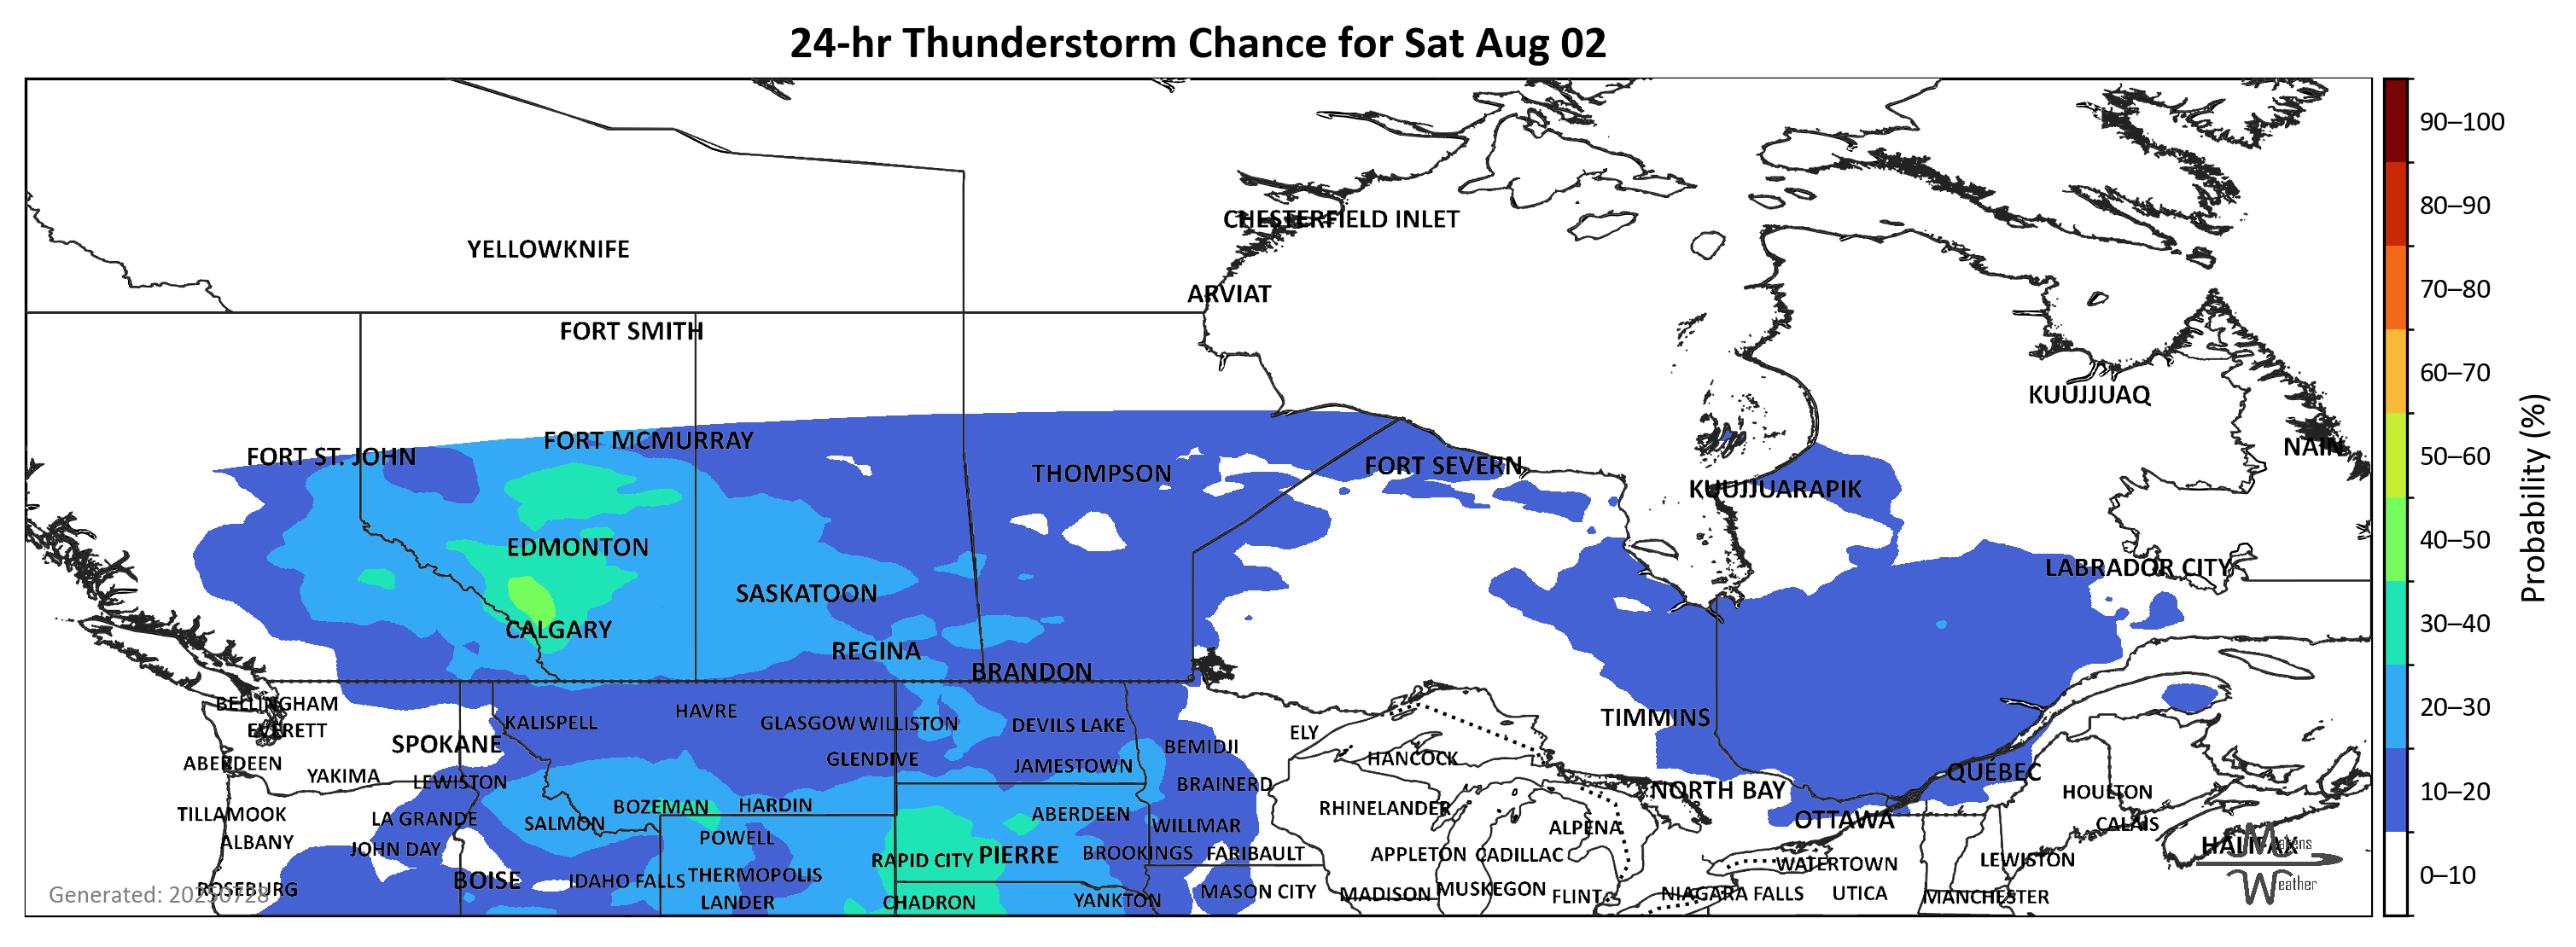 24-hr Thunderstorm Chance for Sat Aug 02
90–100
80–90
70–80
60–70
50–60
40–50
30–40
20–30
10–20
0–10
Probability (%)
CHESTERFIELD INLET
YELLOWKNIFE
ARVIAT
FORT SMITH
KUUJJUAQ
FORT MCMURRAY
NAIN
FORT ST. JOHN
FORT SEVERN
THOMPSON
KUUJJUARAPIK
EDMONTON
LABRADOR CITY
SASKATOON
CALGARY
REGINA
BRANDON
BELLINGHAM
HAVRE
TIMMINS
KALISPELL
GLASGOW
WILLISTON
DEVILS LAKE
EVERETT
ELY
SPOKANE
BEMIDJI
GLENDIVE
HANCOCK
ABERDEEN
JAMESTOWN
QUÉBEC
YAKIMA
LEWISTON
BRAINERD
NORTH BAY
HOULTON
BOZEMAN
HARDIN
RHINELANDER
TILLAMOOK
ABERDEEN
LA GRANDE
OTTAWA
SALMON
WILLMAR
CALAIS
ALPENA
POWELL
ALBANY
HALIFAX
Makens
Weather
JOHN DAY
BROOKINGS
FARIBAULT
APPLETON
CADILLAC
PIERRE
RAPID CITY
LEWISTON
WATERTOWN
THERMOPOLIS
BOISE
IDAHO FALLS
ROSEBURG
MUSKEGON
MASON CITY
MADISON
NIAGARA FALLS
UTICA
FLINT
MANCHESTER
YANKTON
LANDER
CHADRON
Generated: 20250728